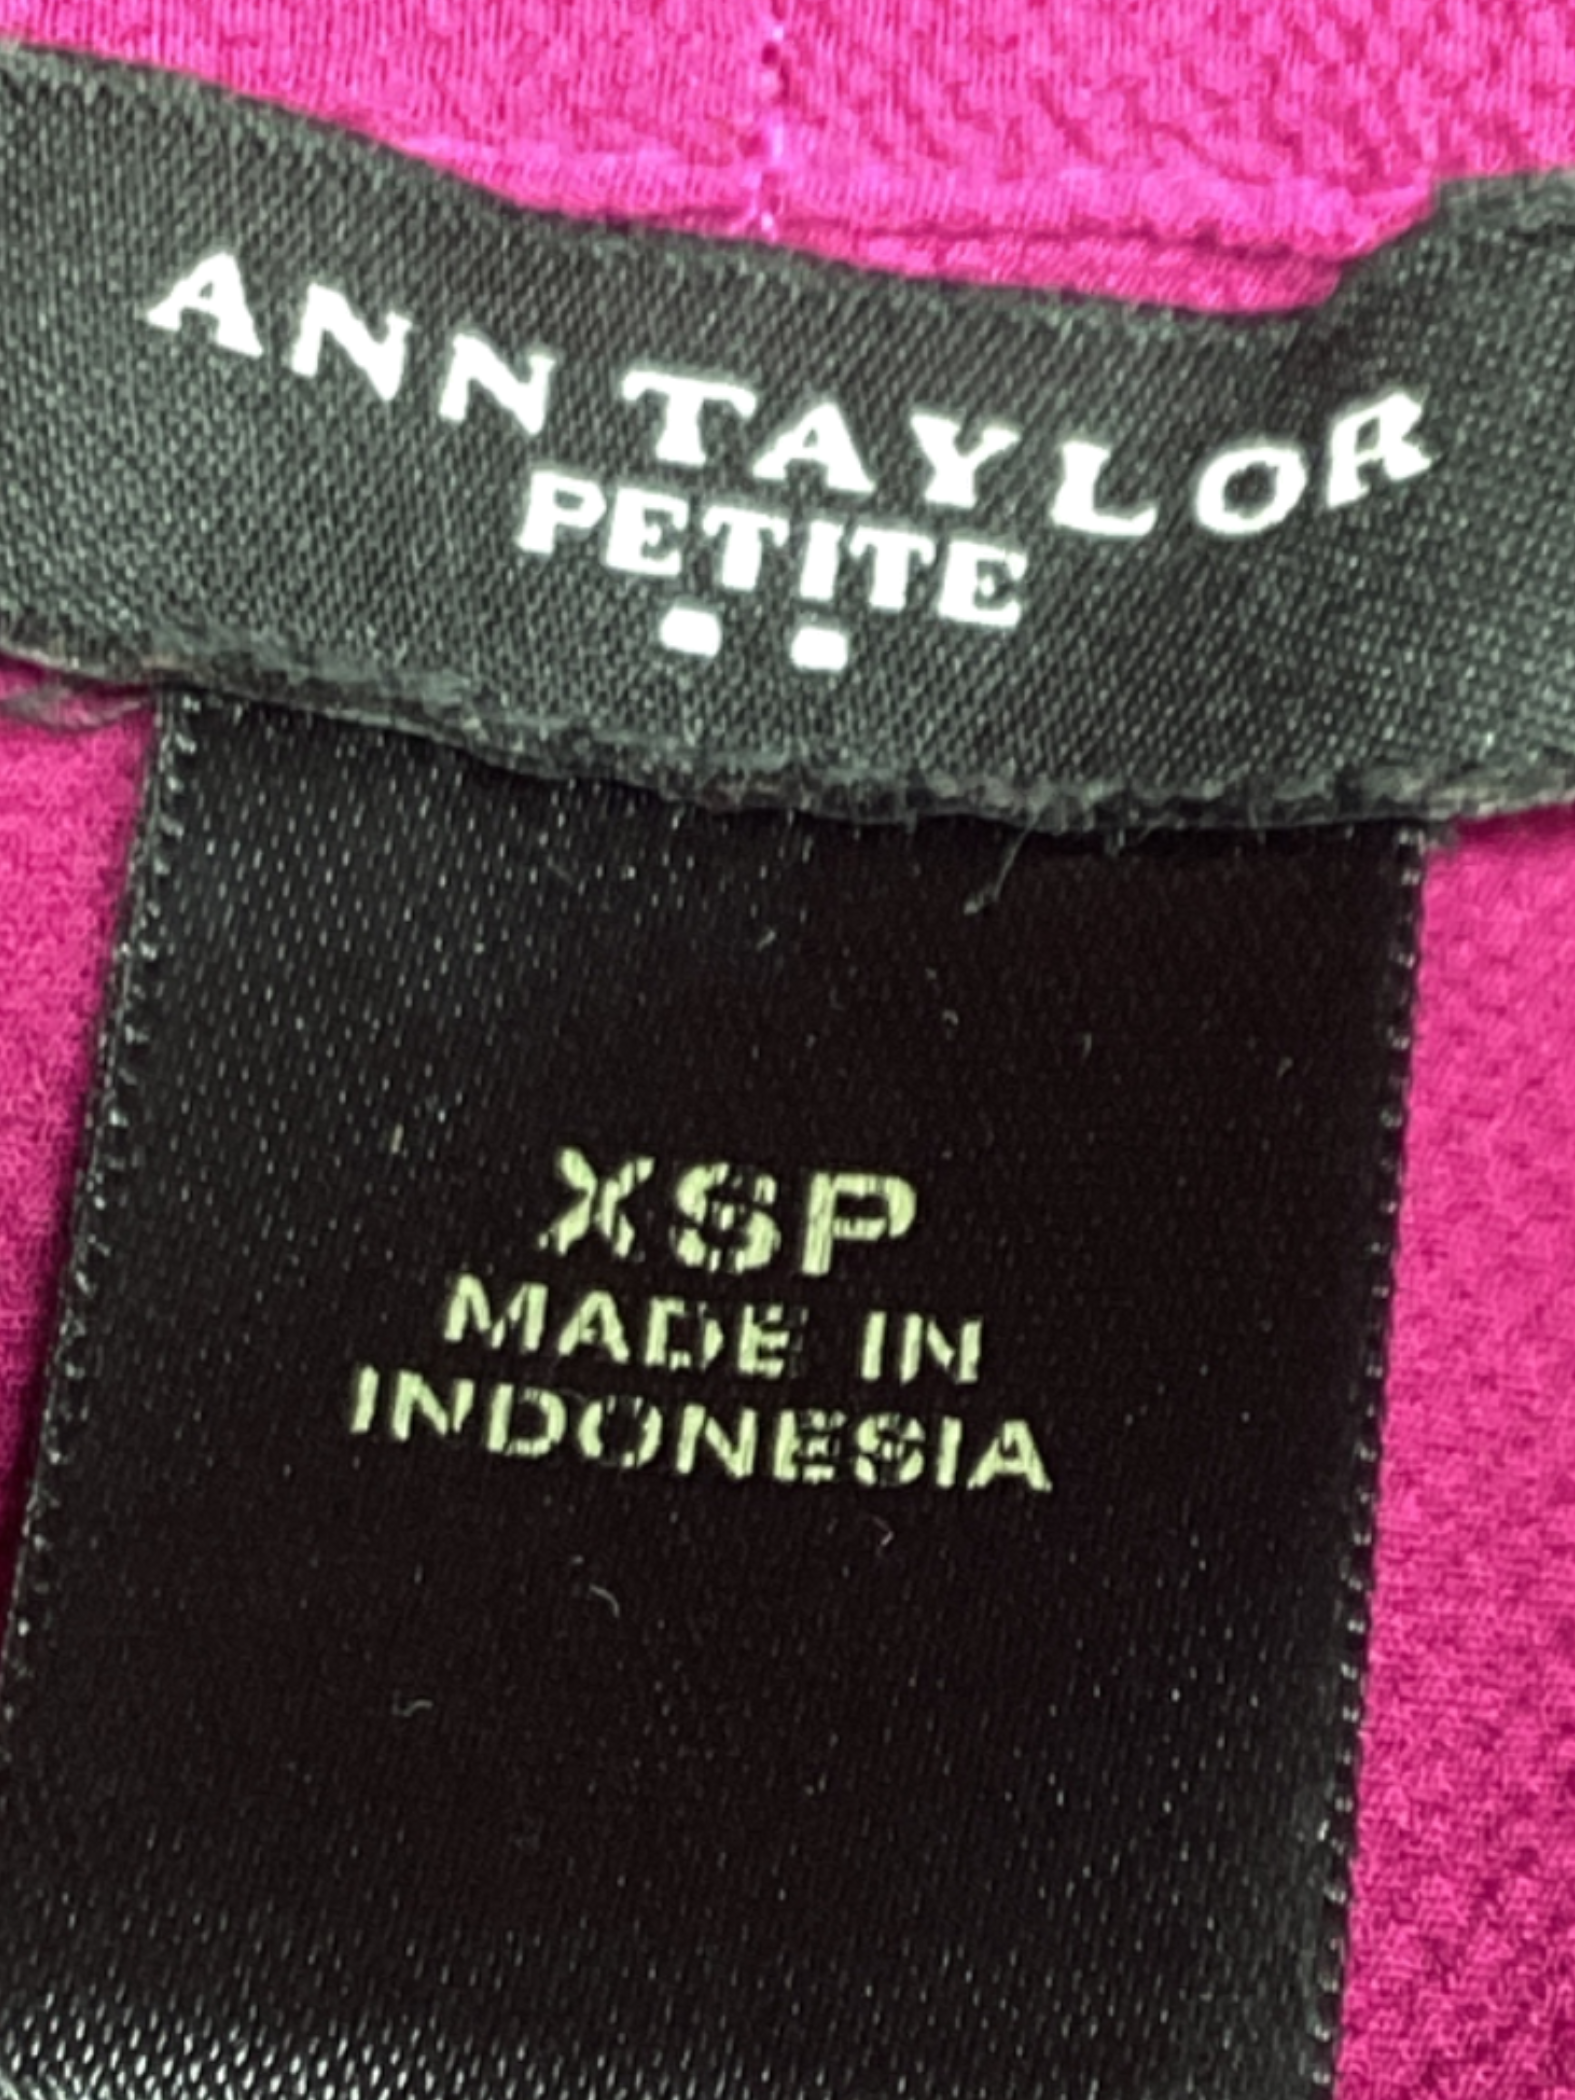 ANN TAYLOR
PETITE
XSP
MADE IN
INDONESIA